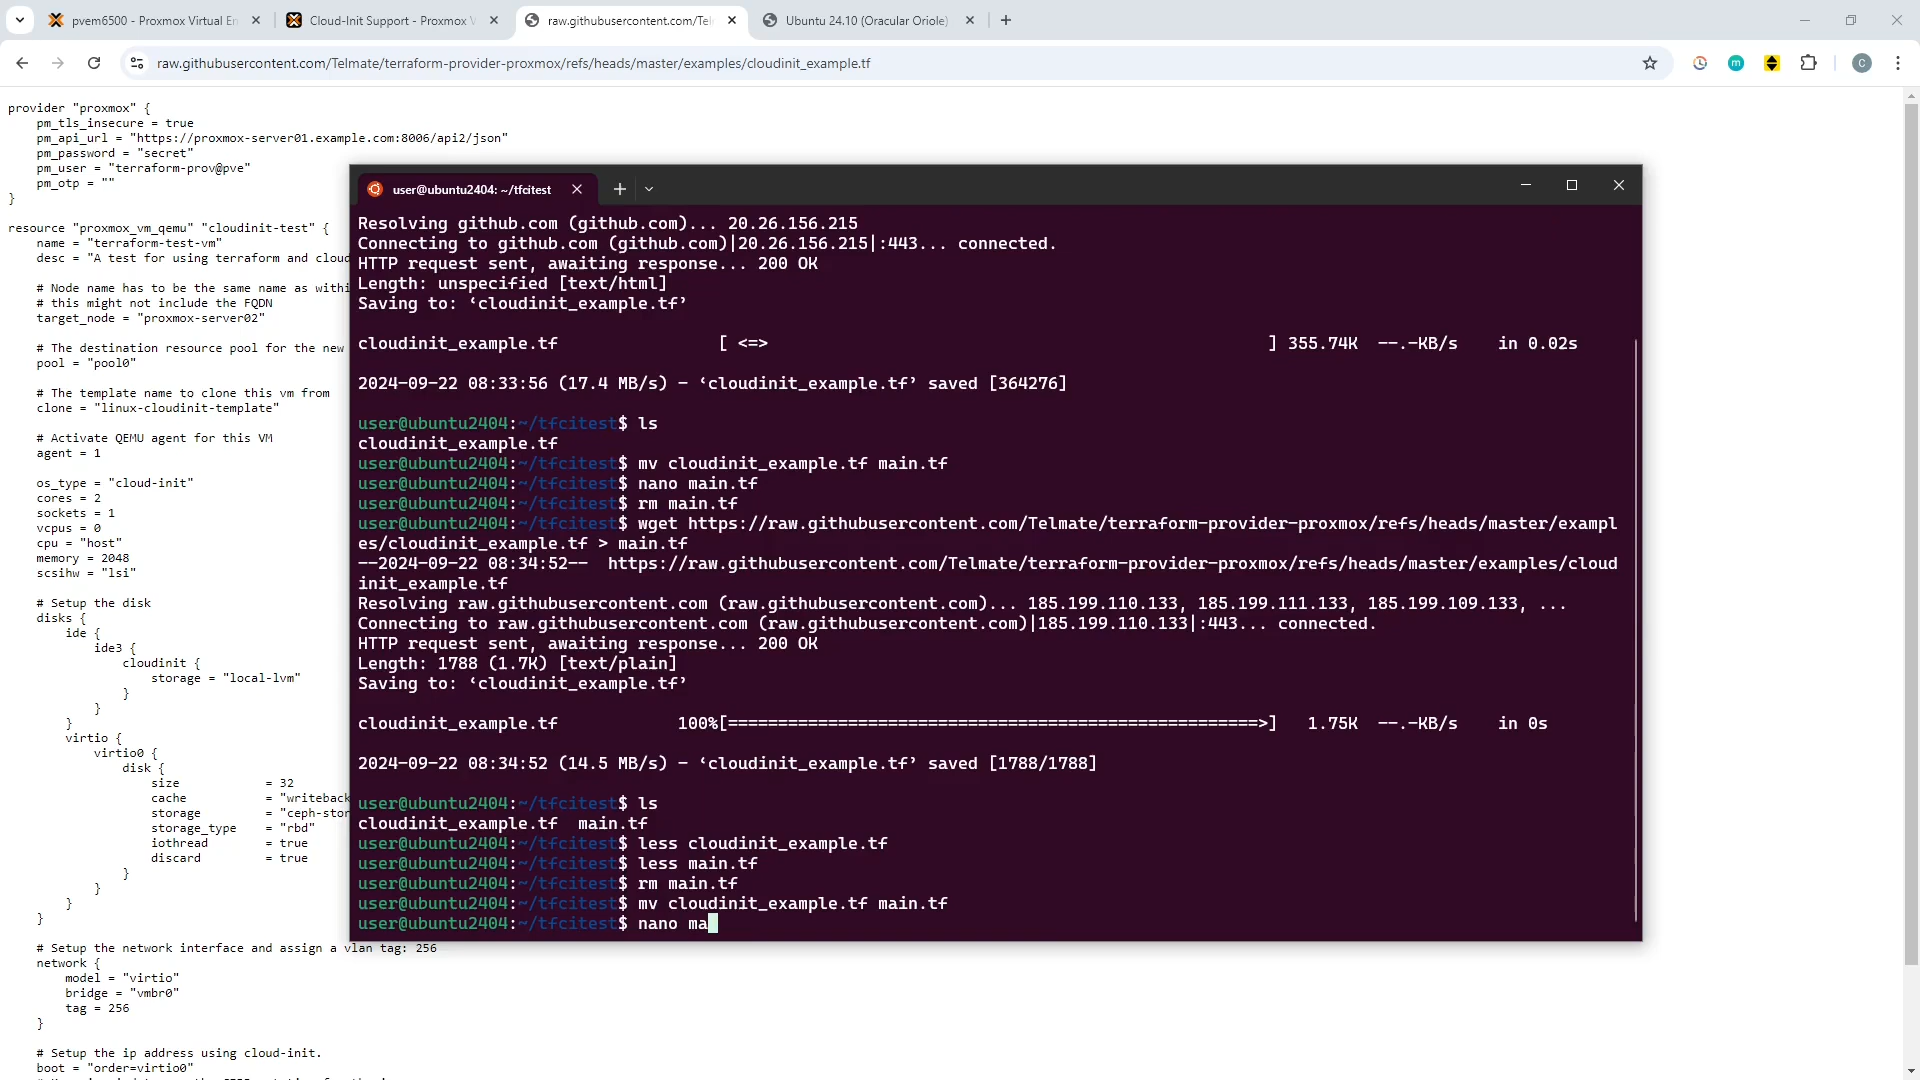 pvem6500 - Proxmox Virtual En
Cloud-Init Support - Proxmox V
raw.githubusercontent.com/Tel
Ubuntu 24.10 (Oracular Oriole)
raw.githubusercontent.com/Telmate/terraform-provider-proxmox/refs/heads/master/examples/cloudinit_example.tf
m
C
provider "proxmox" {
pm_tls_insecure = true
pm_api_url = "https://proxmox-server01.example.com:8006/api2/json"
pm_password = "secret"
pm_user = "terraform-prov@pve"
pm_otp = ""
}
resource "proxmox_vm_qemu" "cloudinit-test" {
name = "terraform-test-vm"
desc = "A test for using terraform and cloud
# Node name has to be the same name as withi
# this might not include the FQDN
target_node = "proxmox-server02"
# The destination resource pool for the new
pool = "pool0"
# The template name to clone this vm from
clone = "linux-cloudinit-template"
# Activate QEMU agent for this VM
agent = 1
os_type = "cloud-init"
cores = 2
sockets = 1
vcpus = 0
cpu = "host"
memory = 2048
scsihw = "lsi"
# Setup the disk
disks {
ide {
ide3 {
cloudinit {
storage = "local-lvm"
}
}
}
virtio {
virtio0 {
disk {
size = 32
cache = "writeback
storage = "ceph-stor
storage_type = "rbd"
iothread = true
discard = true
}
}
}
}
# Setup the network interface and assign a vlan tag: 256
network {
model = "virtio"
bridge = "vmbr0"
tag = 256
}
# Setup the ip address using cloud-init.
boot = "order=virtio0"
user@ubuntu2404: ~/tfcitest
Resolving github.com (github.com)... 20.26.156.215
Connecting to github.com (github.com)|20.26.156.215|:443... connected.
HTTP request sent, awaiting response... 200 OK
Length: unspecified [text/html]
Saving to: ‘cloudinit_example.tf’
cloudinit_example.tf [ <=> ] 355.74K --.-KB/s in 0.02s
2024-09-22 08:33:56 (17.4 MB/s) - ‘cloudinit_example.tf’ saved [364276]
user@ubuntu2404:~/tfcitest$ ls
cloudinit_example.tf
user@ubuntu2404:~/tfcitest$ mv cloudinit_example.tf main.tf
user@ubuntu2404:~/tfcitest$ nano main.tf
user@ubuntu2404:~/tfcitest$ rm main.tf
user@ubuntu2404:~/tfcitest$ wget https://raw.githubusercontent.com/Telmate/terraform-provider-proxmox/refs/heads/master/exampl
es/cloudinit_example.tf > main.tf
--2024-09-22 08:34:52-- https://raw.githubusercontent.com/Telmate/terraform-provider-proxmox/refs/heads/master/examples/cloud
init_example.tf
Resolving raw.githubusercontent.com (raw.githubusercontent.com)... 185.199.110.133, 185.199.111.133, 185.199.109.133, ...
Connecting to raw.githubusercontent.com (raw.githubusercontent.com)|185.199.110.133|:443... connected.
HTTP request sent, awaiting response... 200 OK
Length: 1788 (1.7K) [text/plain]
Saving to: ‘cloudinit_example.tf’
cloudinit_example.tf 100%[=====================================================>] 1.75K --.-KB/s in 0s
2024-09-22 08:34:52 (14.5 MB/s) - ‘cloudinit_example.tf’ saved [1788/1788]
user@ubuntu2404:~/tfcitest$ ls
cloudinit_example.tf main.tf
user@ubuntu2404:~/tfcitest$ less cloudinit_example.tf
user@ubuntu2404:~/tfcitest$ less main.tf
user@ubuntu2404:~/tfcitest$ rm main.tf
user@ubuntu2404:~/tfcitest$ mv cloudinit_example.tf main.tf
user@ubuntu2404:~/tfcitest$ nano ma